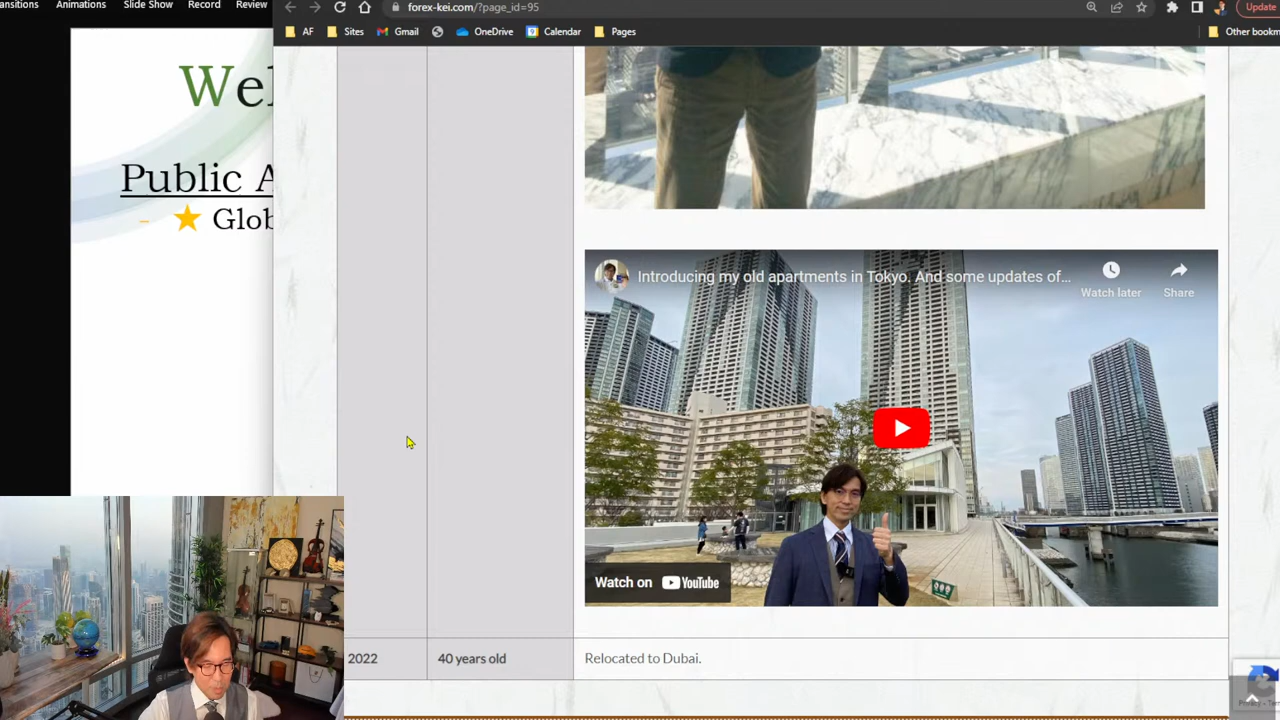 ansitions Animations Slide Show Record Review
forex-kei.com/?page_id=95
Update
AF Sites Gmail OneDrive Calendar Pages Other bookm
Wel
Public A
Glob
Introducing my old apartments in Tokyo. And some updates of...
Watch later Share
Watch on YouTube
2022 40 years old Relocated to Dubai.